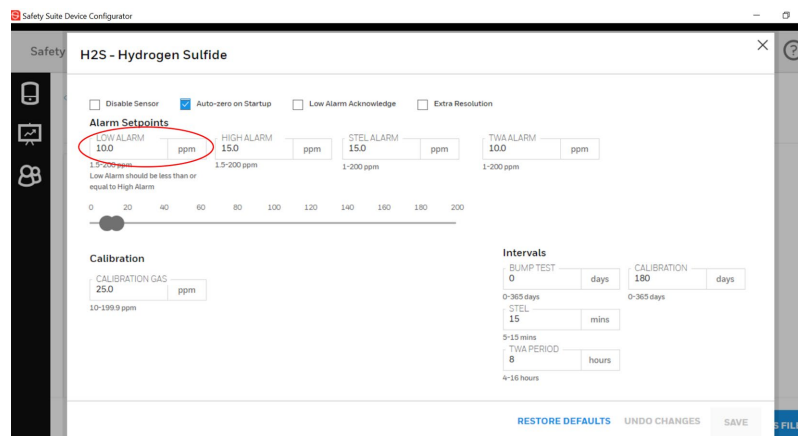 Safety Suite Device Configurator
Safety
H2S - Hydrogen Sulfide
Disable Sensor Auto-zero on Startup Low Alarm Acknowledge Extra Resolution
Alarm Setpoints
LOW ALARM HIGH ALARM STEL ALARM TWA ALARM
10.0 ppm 15.0 ppm 15.0 ppm 10.0 ppm
1.5-200 ppm 1.5-200 ppm 1-200 ppm 1-200 ppm
Low Alarm should be less than or
equal to High Alarm
0 20 40 60 80 100 120 140 160 180 200
Calibration
CALIBRATION GAS
25.0 ppm
10-199.9 ppm
Intervals
BUMP TEST CALIBRATION
0 days 180 days
0-365 days 0-365 days
STEL
15 mins
5-15 mins
TWA PERIOD
8 hours
4-16 hours
RESTORE DEFAULTS UNDO CHANGES SAVE